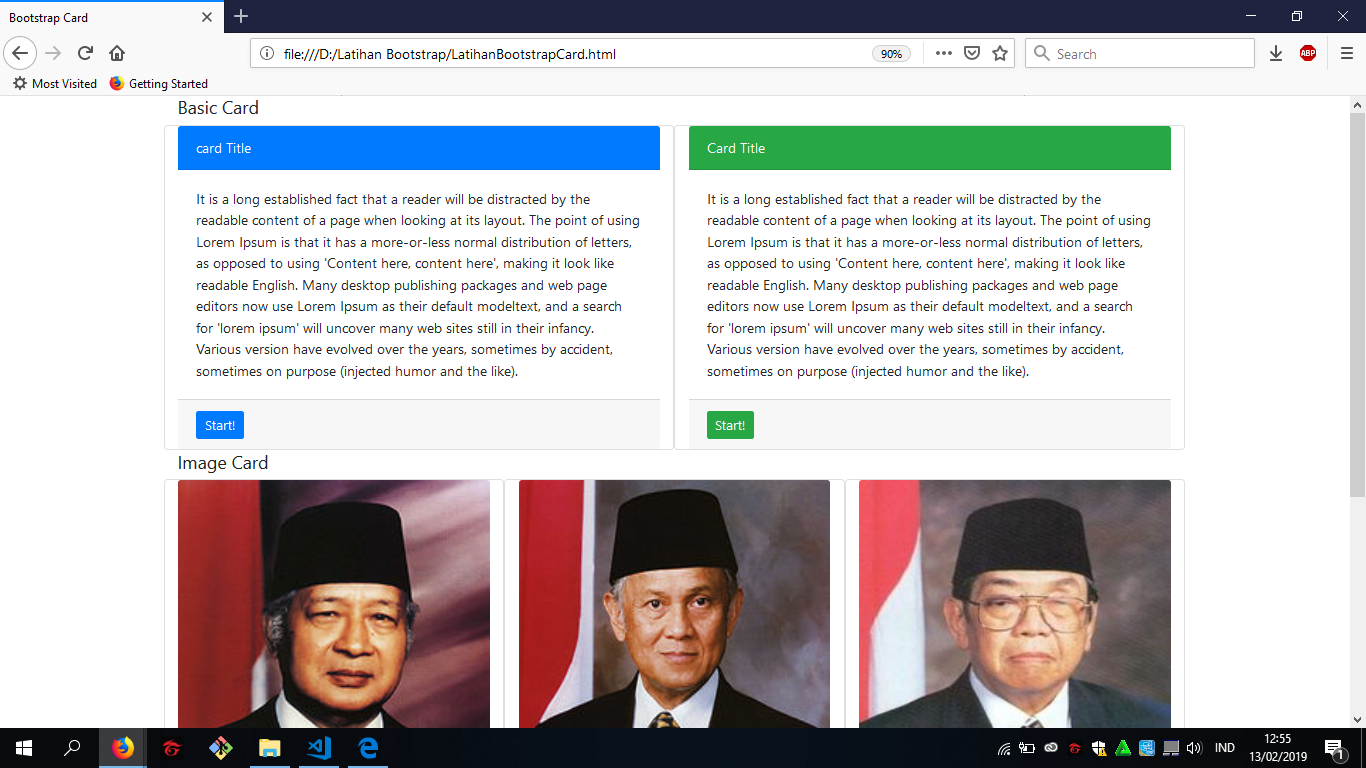 Bootstrap Card
file:///D:/Latihan Bootstrap/LatihanBootstrapCard.html
90%
Search
ABP
Most Visited
Getting Started
Basic Card
card Title
It is a long established fact that a reader will be distracted by the
readable content of a page when looking at its layout. The point of using
Lorem Ipsum is that it has a more-or-less normal distribution of letters,
as opposed to using 'Content here, content here', making it look like
readable English. Many desktop publishing packages and web page
editors now use Lorem Ipsum as their default modeltext, and a search
for 'lorem ipsum' will uncover many web sites still in their infancy.
Various version have evolved over the years, sometimes by accident,
sometimes on purpose (injected humor and the like).
Start!
Card Title
It is a long established fact that a reader will be distracted by the
readable content of a page when looking at its layout. The point of using
Lorem Ipsum is that it has a more-or-less normal distribution of letters,
as opposed to using 'Content here, content here', making it look like
readable English. Many desktop publishing packages and web page
editors now use Lorem Ipsum as their default modeltext, and a search
for 'lorem ipsum' will uncover many web sites still in their infancy.
Various version have evolved over the years, sometimes by accident,
sometimes on purpose (injected humor and the like).
Start!
Image Card
IND
12:55
13/02/2019
1